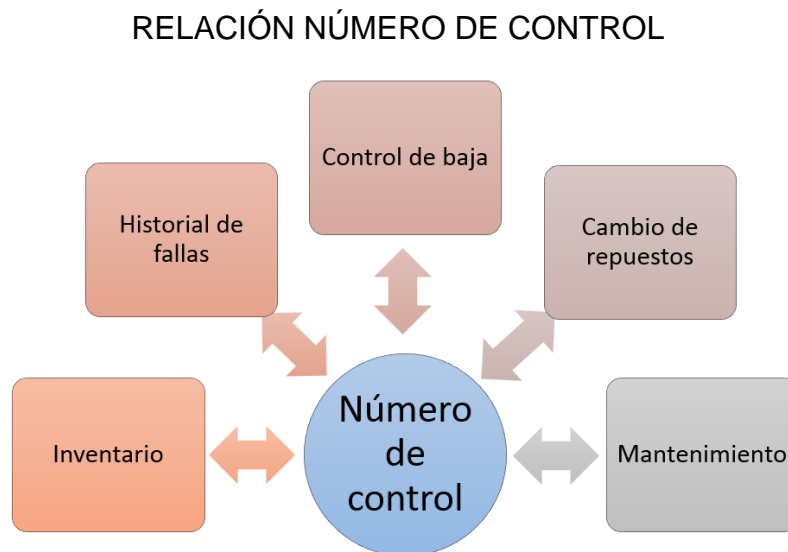 RELACIÓN NÚMERO DE CONTROL
Control de baja
Historial de
fallas
Cambio de
repuestos
Inventario
Número
de
control
Mantenimiento